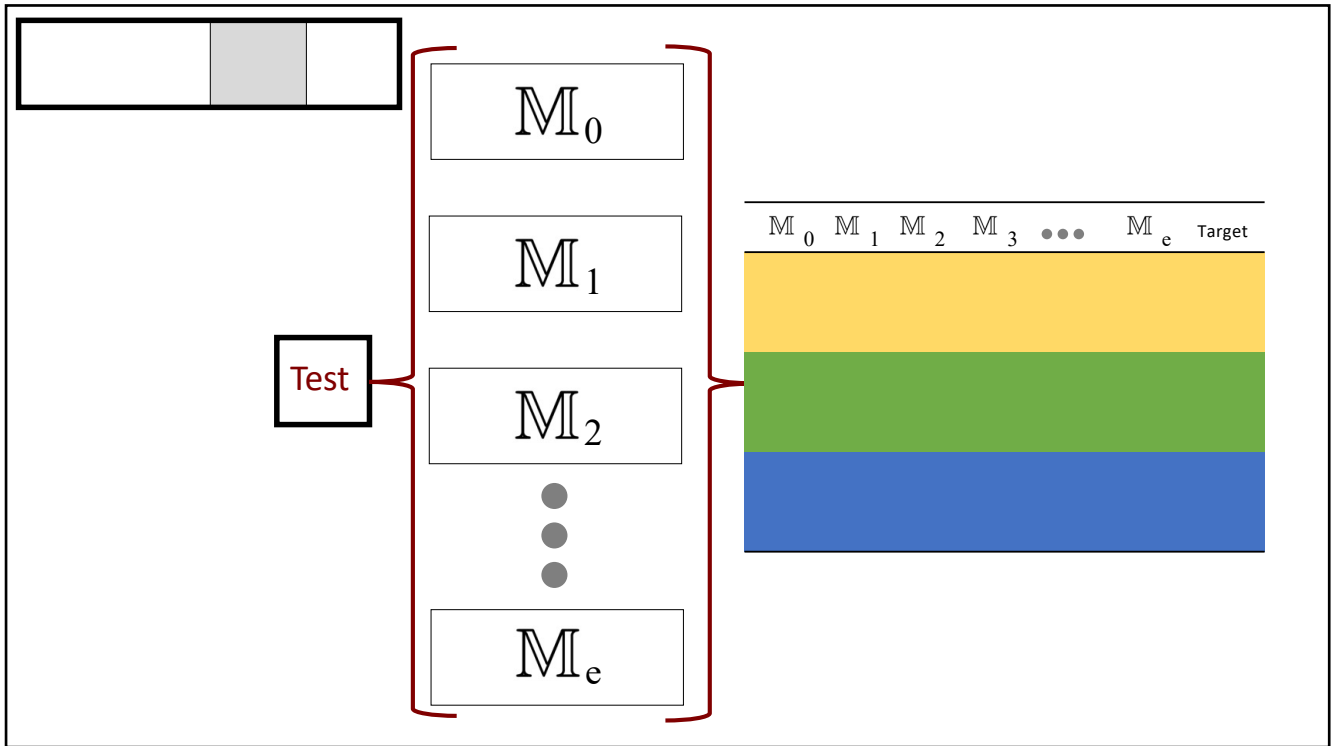 𝕄0
𝕄1
𝕄 0 𝕄 1 𝕄 2 𝕄 3 ●●● 𝕄 e Target
Test
𝕄2
𝕄e